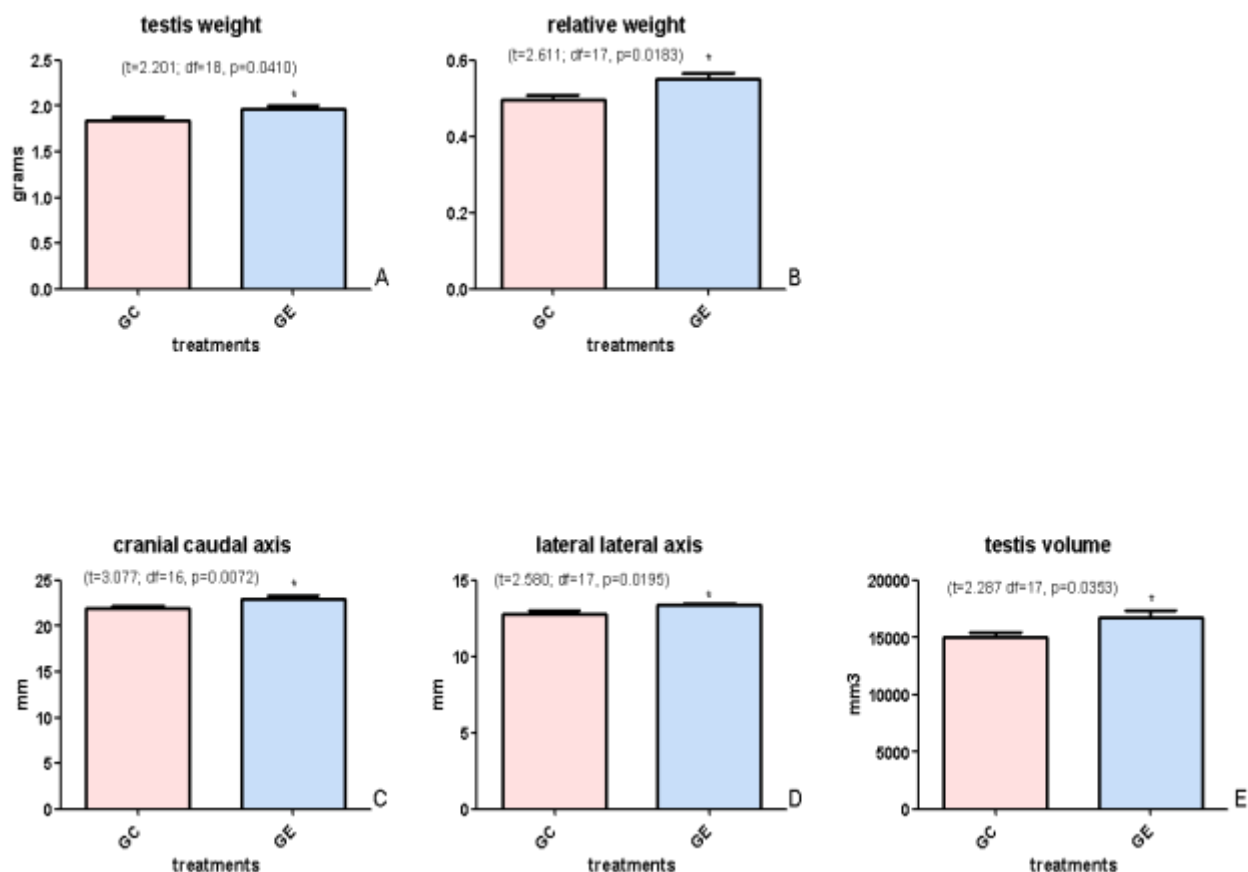 testis weight
(t=2.201; df=18, p=0.0410)
*
2.5
2.0
1.5
1.0
0.5
0.0
grams
GC
GE
treatments
A
relative weight
(t=2.611; df=17, p=0.0183)
*
0.6
0.4
0.2
0.0
GC
GE
treatments
B
cranial caudal axis
(t=3.077; df=16, p=0.0072)
*
25
20
15
10
5
0
mm
GC
GE
treatments
C
lateral lateral axis
(t=2.580; df=17, p=0.0195)
*
15
10
5
0
mm
GC
GE
treatments
D
testis volume
(t=2.287 df=17, p=0.0353)
*
20000
15000
10000
5000
0
mm3
GC
GE
treatments
E